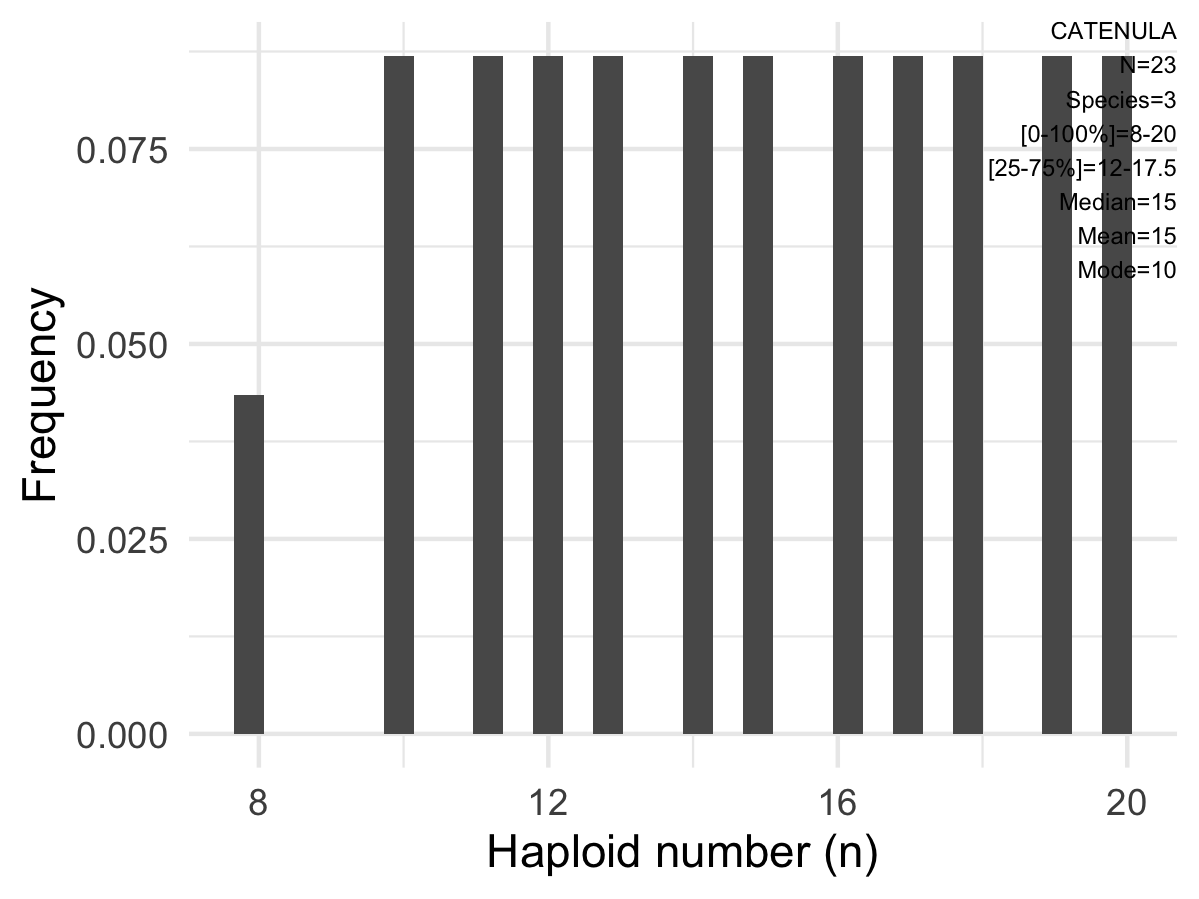 CATENULA
N=23
Species=3
[0-100%]=8-20
[25-75%]=12-17.5
Median=15
Mean=15
Mode=10
0.075
0.050
0.025
0.000
Frequency
8 12 16 20
Haploid number (n)